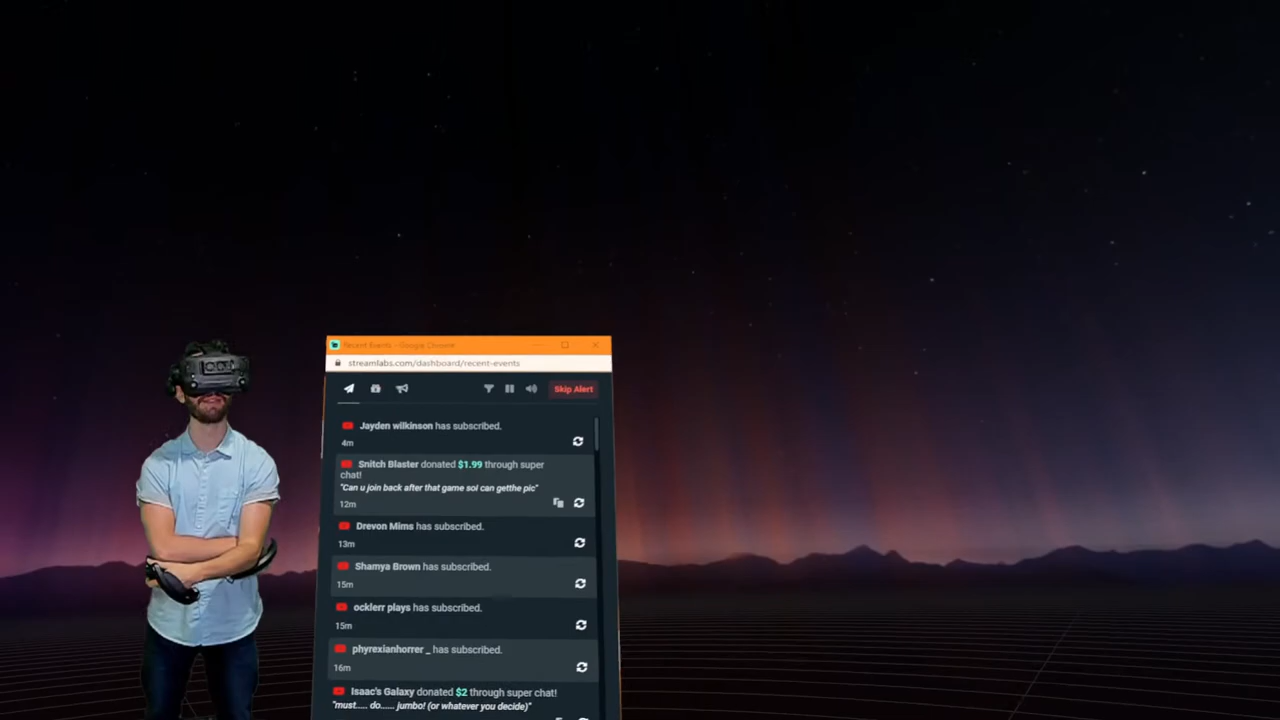 Recent Events - Google Chrome
streamlabs.com/dashboard/recent-events
Skip Alert
Jayden wilkinson has subscribed.
4m
Snitch Blaster donated $1.99 through super
chat!
"Can u join back after that game soi can getthe pic"
12m
Drevon Mims has subscribed.
13m
Shamya Brown has subscribed.
15m
ocklerr plays has subscribed.
15m
phyrexianhorrer _ has subscribed.
16m
Isaac's Galaxy donated $2 through super chat!
"must..... do...... jumbo! (or whatever you decide)"